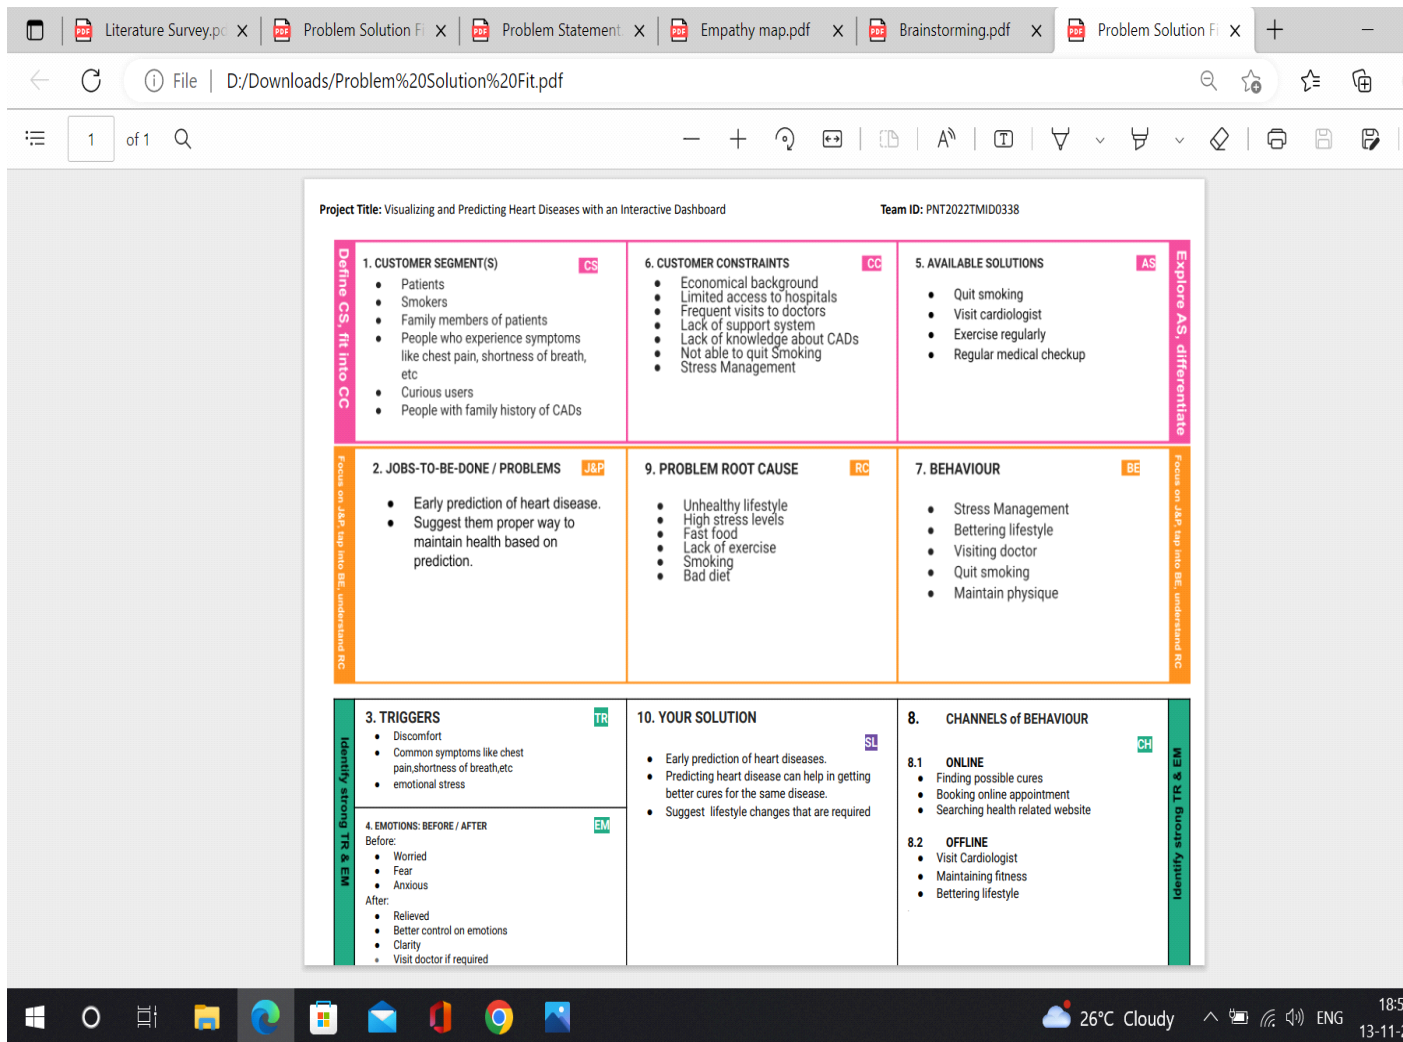 Literature Survey.pd
Problem Solution Fi
Problem Statement.
Empathy map.pdf
Brainstorming.pdf
Problem Solution Fi
File
D:/Downloads/Problem%20Solution%20Fit.pdf
1
of 1
Project Title: Visualizing and Predicting Heart Diseases with an Interactive Dashboard
Team ID: PNT2022TMID0338
Define CS, fit into CC
1. CUSTOMER SEGMENT(S)
CS
• Patients
• Smokers
• Family members of patients
• People who experience symptoms
like chest pain, shortness of breath,
etc
• Curious users
• People with family history of CADs
6. CUSTOMER CONSTRAINTS
CC
• Economical background
• Limited access to hospitals
• Frequent visits to doctors
• Lack of support system
• Lack of knowledge about CADs
• Not able to quit Smoking
• Stress Management
5. AVAILABLE SOLUTIONS
AS
• Quit smoking
• Visit cardiologist
• Exercise regularly
• Regular medical checkup
Explore AS, differentiate
Focus on J&P, tap into BE, understand RC
2. JOBS-TO-BE-DONE / PROBLEMS
J&P
• Early prediction of heart disease.
• Suggest them proper way to
maintain health based on
prediction.
9. PROBLEM ROOT CAUSE
RC
• Unhealthy lifestyle
• High stress levels
• Fast food
• Lack of exercise
• Smoking
• Bad diet
7. BEHAVIOUR
BE
• Stress Management
• Bettering lifestyle
• Visiting doctor
• Quit smoking
• Maintain physique
Focus on J&P, tap into BE, understand RC
Identify strong TR & EM
3. TRIGGERS
TR
• Discomfort
• Common symptoms like chest
pain,shortness of breath,etc
• emotional stress
4. EMOTIONS: BEFORE / AFTER
EM
Before:
• Worried
• Fear
• Anxious
After:
• Relieved
• Better control on emotions
• Clarity
• Visit doctor if required
10. YOUR SOLUTION
SL
• Early prediction of heart diseases.
• Predicting heart disease can help in getting
better cures for the same disease.
• Suggest lifestyle changes that are required
8. CHANNELS of BEHAVIOUR
CH
8.1 ONLINE
• Finding possible cures
• Booking online appointment
• Searching health related website
8.2 OFFLINE
• Visit Cardiologist
• Maintaining fitness
• Bettering lifestyle
Identify strong TR & EM
26°C Cloudy
ENG
18:5
13-11-2